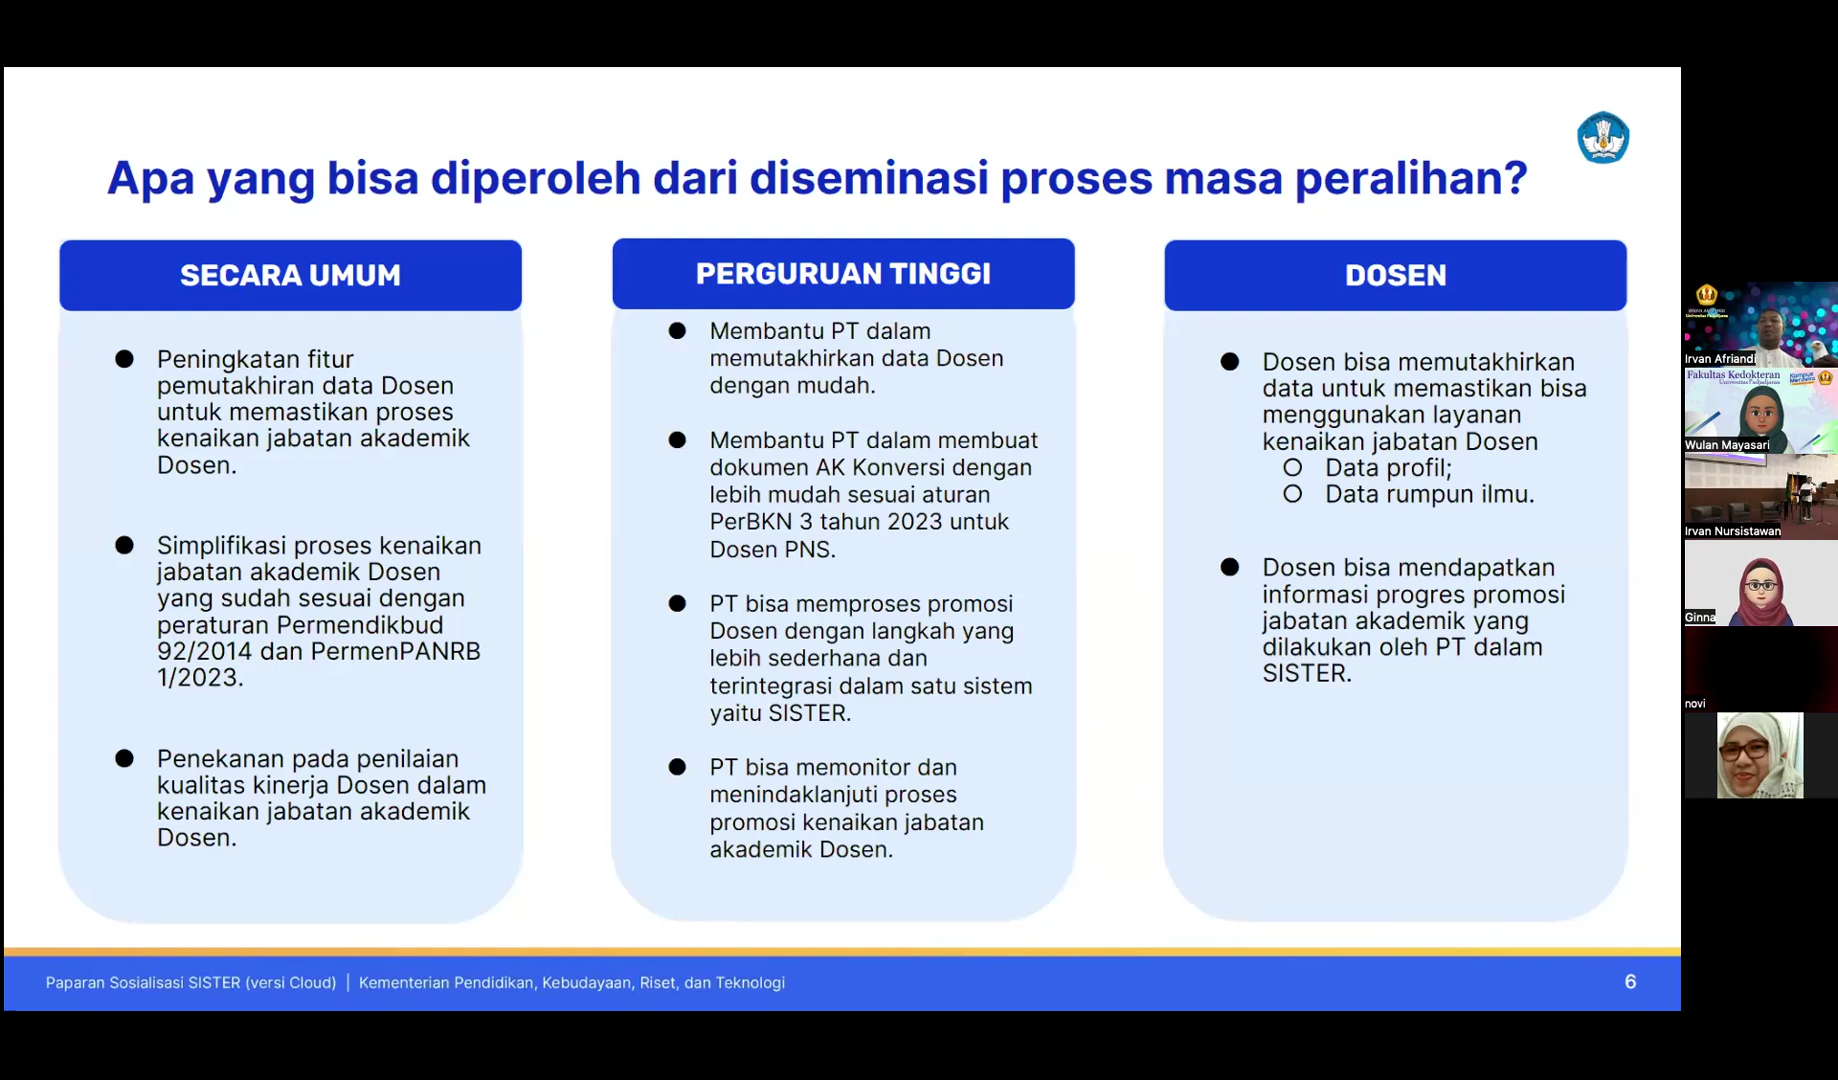 Apa yang bisa diperoleh dari diseminasi proses masa peralihan?
SECARA UMUM
● Peningkatan fitur
pemutakhiran data Dosen
untuk memastikan proses
kenaikan jabatan akademik
Dosen.
● Simplifikasi proses kenaikan
jabatan akademik Dosen
yang sudah sesuai dengan
peraturan Permendikbud
92/2014 dan PermenPANRB
1/2023.
● Penekanan pada penilaian
kualitas kinerja Dosen dalam
kenaikan jabatan akademik
Dosen.
PERGURUAN TINGGI
● Membantu PT dalam
memutakhirkan data Dosen
dengan mudah.
● Membantu PT dalam membuat
dokumen AK Konversi dengan
lebih mudah sesuai aturan
PerBKN 3 tahun 2023 untuk
Dosen PNS.
● PT bisa memproses promosi
Dosen dengan langkah yang
lebih sederhana dan
terintegrasi dalam satu sistem
yaitu SISTER.
● PT bisa memonitor dan
menindaklanjuti proses
promosi kenaikan jabatan
akademik Dosen.
DOSEN
● Dosen bisa memutakhirkan
data untuk memastikan bisa
menggunakan layanan
kenaikan jabatan Dosen
○ Data profil;
○ Data rumpun ilmu.
● Dosen bisa mendapatkan
informasi progres promosi
jabatan akademik yang
dilakukan oleh PT dalam
SISTER.
Paparan Sosialisasi SISTER (versi Cloud) | Kementerian Pendidikan, Kebudayaan, Riset, dan Teknologi
6
Universitas Padjadjaran
Irvan Afriandi
Fakultas Kedokteran
Universitas Padjadjaran
Kampus
Merdeka
Wulan Mayasari
Irvan Nursistawan
Ginna
novi